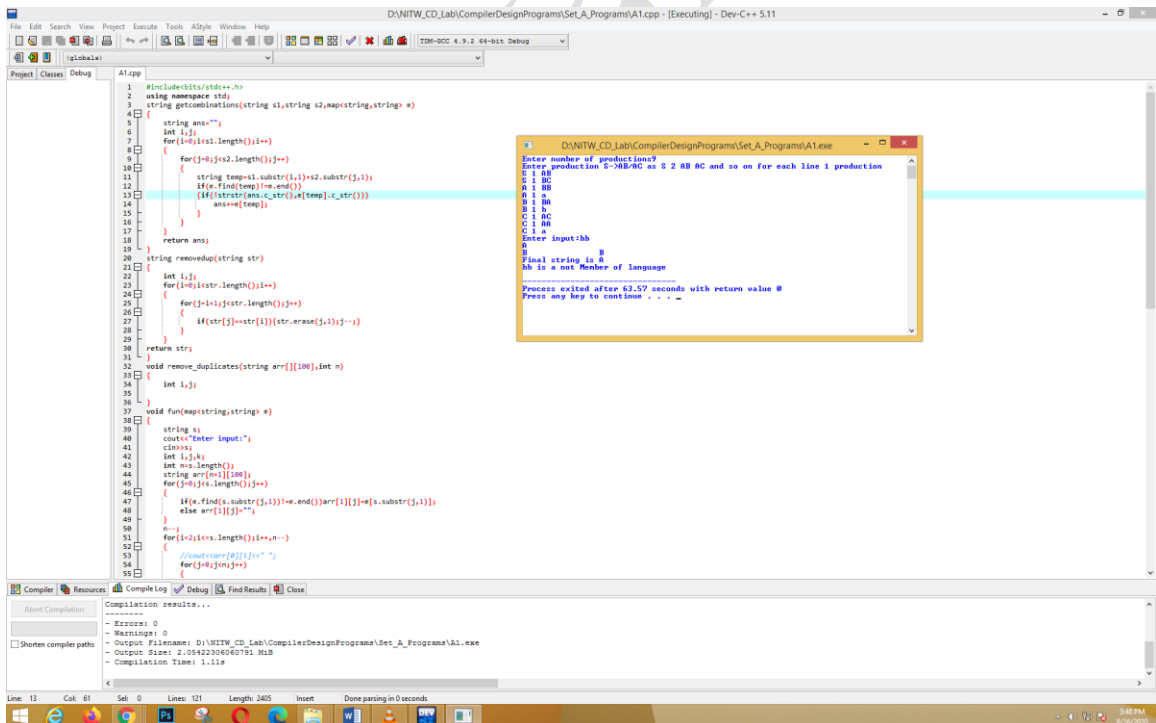 D:\NITW_CD_Lab\CompilerDesignPrograms\Set_A_Programs\A1.cpp - [Executing] - Dev-C++ 5.11
File Edit Search View Project Execute Tools AStyle Window Help
TDM-GCC 4.9.2 64-bit Debug
(globals)
Project Classes Debug
A1.cpp
1 #include<bits/stdc++.h>
2 using namespace std;
3 string getcombinations(string s1,string s2,map<string,string> m)
4 {
5 string ans="";
6 int i,j;
7 for(i=0;i<s1.length();i++)
8 {
9 for(j=0;j<s2.length();j++)
10 {
11 string temp=s1.substr(i,1)+s2.substr(j,1);
12 if(m.find(temp)!=m.end())
13 {if(!strstr(ans.c_str(),m[temp].c_str()))
14 ans+=m[temp];
15 }
16 }
17 }
18 return ans;
19 }
20 string removedup(string str)
21 {
22 int i,j;
23 for(i=0;i<str.length();i++)
24 {
25 for(j=i+1;j<str.length();j++)
26 {
27 if(str[j]==str[i]){str.erase(j,1);j--;}
28 }
29 }
30 return str;
31 }
32 void remove_duplicates(string arr[][100],int n)
33 {
34 int i,j;
35
36 }
37 void fun(map<string,string> m)
38 {
39 string s;
40 cout<<"Enter input:";
41 cin>>s;
42 int i,j,k;
43 int n=s.length();
44 string arr[n+1][100];
45 for(j=0;j<s.length();j++)
46 {
47 if(m.find(s.substr(j,1))!=m.end())arr[1][j]=m[s.substr(j,1)];
48 else arr[1][j]="";
49 }
50 n--;
51 for(i=2;i<=s.length();i++,n--)
52 {
53 //cout<<arr[0][i]<<" ";
54 for(j=0;j<n;j++)
55 {
D:\NITW_CD_Lab\CompilerDesignPrograms\Set_A_Programs\A1.exe
Enter number of productions9
Enter production S->AB/AC as S 2 AB AC and so on for each line 1 production
S 1 AB
S 1 BC
A 1 BB
A 1 a
B 1 BA
B 1 b
C 1 AC
C 1 AA
C 1 a
Enter input:bb
A
B B
Final string is A
bb is a not Member of language
--------------------------------
Process exited after 63.57 seconds with return value 0
Press any key to continue . . . _
Compiler Resources Compile Log Debug Find Results Close
Abort Compilation
Shorten compiler paths
Compilation results...
--------
- Errors: 0
- Warnings: 0
- Output Filename: D:\NITW_CD_Lab\CompilerDesignPrograms\Set_A_Programs\A1.exe
- Output Size: 2.05422306060791 MiB
- Compilation Time: 1.11s
Line: 13 Col: 61 Sel: 0 Lines: 121 Length: 2405 Insert Done parsing in 0 seconds
3:48 PM
8/16/2020